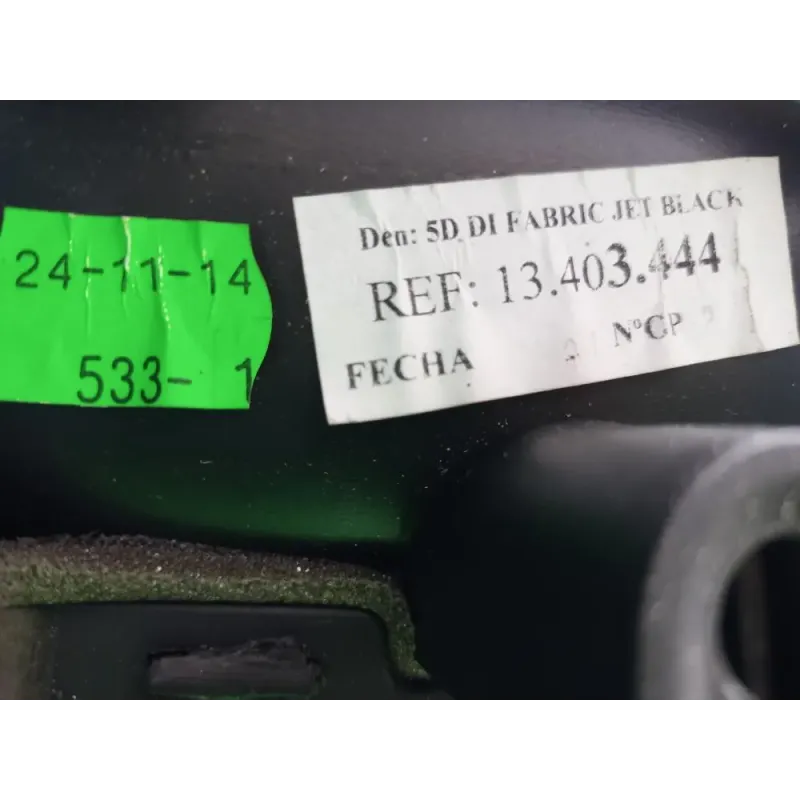 24-11-14
533- 1
Den: 5D DI FABRIC JET BLACK
REF: 13.403.444
FECHA NºCP